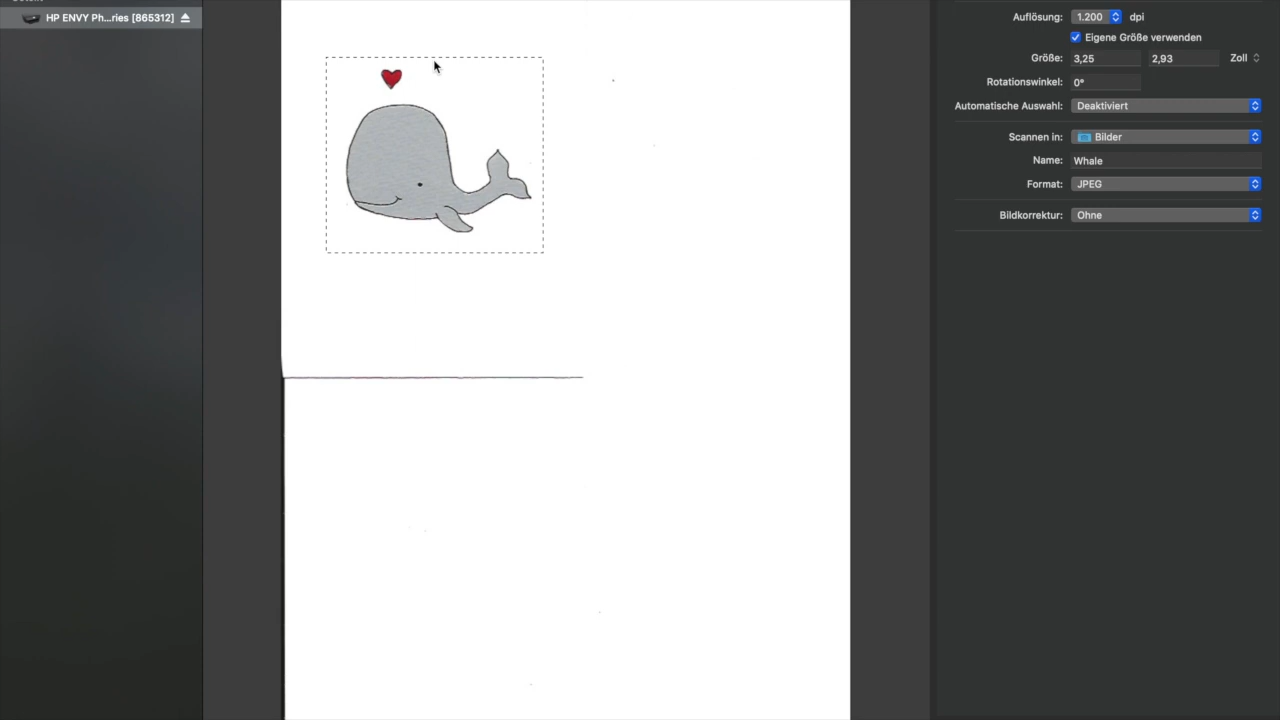 HP ENVY Ph...ries [865312]
Auflösung: 1.200 dpi
Eigene Größe verwenden
Größe: 3,25 2,93 Zoll
Rotationswinkel: 0°
Automatische Auswahl: Deaktiviert
Scannen in: Bilder
Name: Whale
Format: JPEG
Bildkorrektur: Ohne